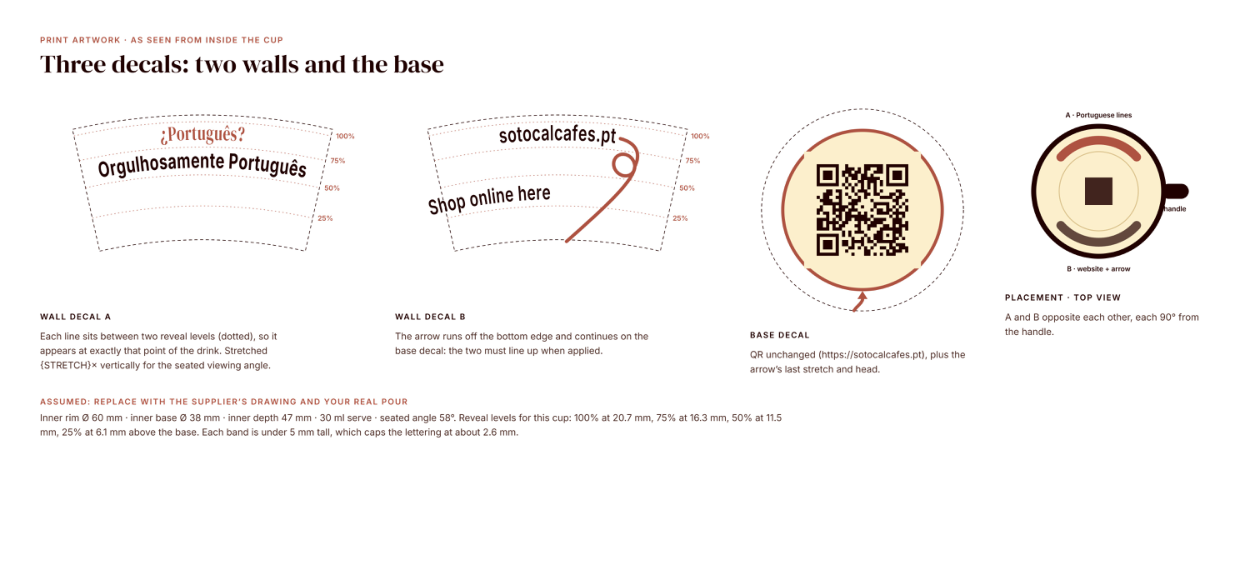 PRINT ARTWORK · AS SEEN FROM INSIDE THE CUP
Three decals: two walls and the base
¿Português?
Orgulhosamente Português
100%
75%
50%
25%
sotocalcafes.pt
Shop online here
100%
75%
50%
25%
A · Portuguese lines
handle
B · website + arrow
WALL DECAL A
Each line sits between two reveal levels (dotted), so it
appears at exactly that point of the drink. Stretched
{STRETCH}× vertically for the seated viewing angle.
WALL DECAL B
The arrow runs off the bottom edge and continues on the
base decal: the two must line up when applied.
BASE DECAL
QR unchanged (https://sotocalcafes.pt), plus the
arrow’s last stretch and head.
PLACEMENT · TOP VIEW
A and B opposite each other, each 90° from
the handle.
ASSUMED: REPLACE WITH THE SUPPLIER’S DRAWING AND YOUR REAL POUR
Inner rim Ø 60 mm · inner base Ø 38 mm · inner depth 47 mm · 30 ml serve · seated angle 58°. Reveal levels for this cup: 100% at 20.7 mm, 75% at 16.3 mm, 50% at 11.5
mm, 25% at 6.1 mm above the base. Each band is under 5 mm tall, which caps the lettering at about 2.6 mm.